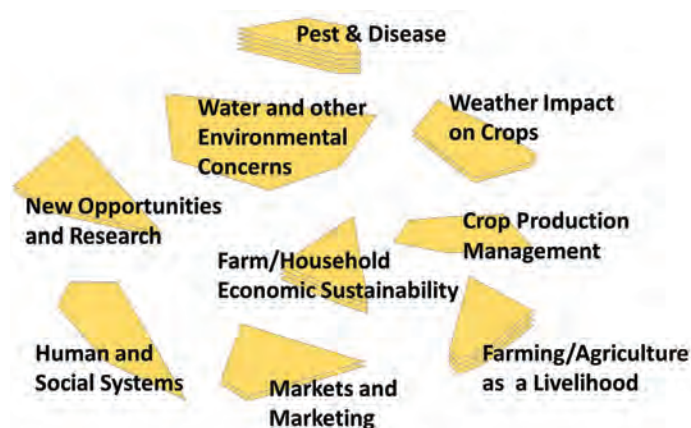 Pest & Disease
Water and other
Environmental
Concerns
Weather Impact
on Crops
New Opportunities
and Research
Crop Production
Management
Farm/Household
Economic Sustainability
Human and
Social Systems
Markets and
Marketing
Farming/Agriculture
as a Livelihood